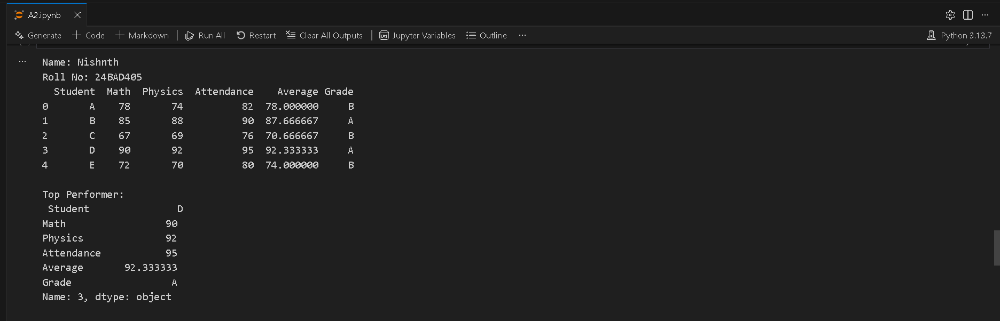 A2.ipynb
Generate + Code + Markdown Run All Restart Clear All Outputs Jupyter Variables Outline ... Python 3.13.7
... Name: Nishnth
Roll No: 24BAD405
Student Math Physics Attendance Average Grade
0 A 78 74 82 78.000000 B
1 B 85 88 90 87.666667 A
2 C 67 69 76 70.666667 B
3 D 90 92 95 92.333333 A
4 E 72 70 80 74.000000 B
Top Performer:
Student D
Math 90
Physics 92
Attendance 95
Average 92.333333
Grade A
Name: 3, dtype: object